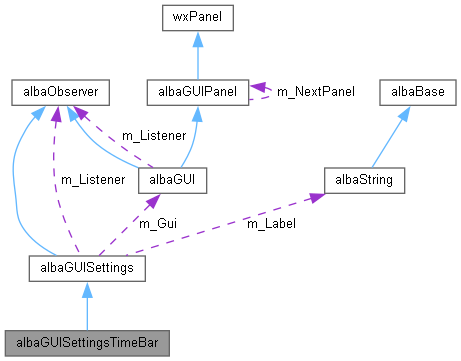 wxPanel
albaObserver
albaGUIPanel
m_NextPanel
albaBase
m_Listener
m_Listener
albaGUI
albaString
m_Gui
m_Label
albaGUISettings
albaGUISettingsTimeBar